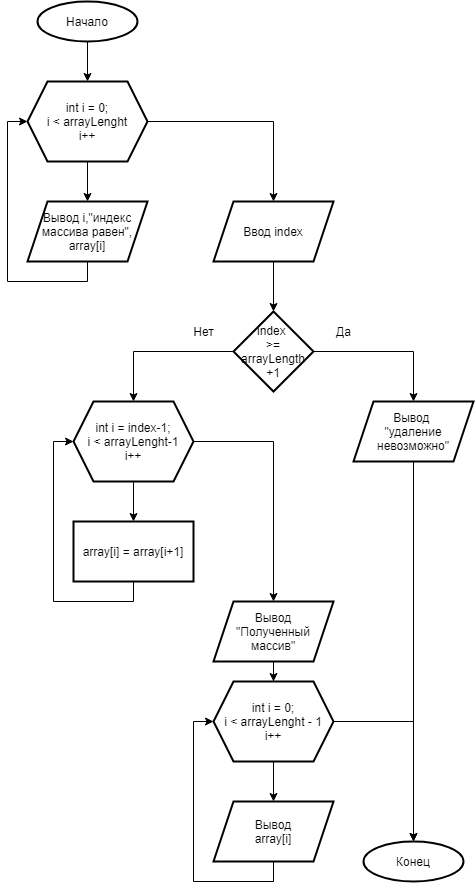 Начало
int i = 0;
i < arrayLenght
i++
Вывод i,"индекс
массива равен",
array[i]
Ввод index
index
>=
arrayLength
+1
Нет
Да
int i = index-1;
i < arrayLenght-1
i++
Вывод
"удаление
невозможно"
array[i] = array[i+1]
Вывод
"Полученный
массив"
int i = 0;
i < arrayLenght - 1
i++
Вывод
array[i]
Конец